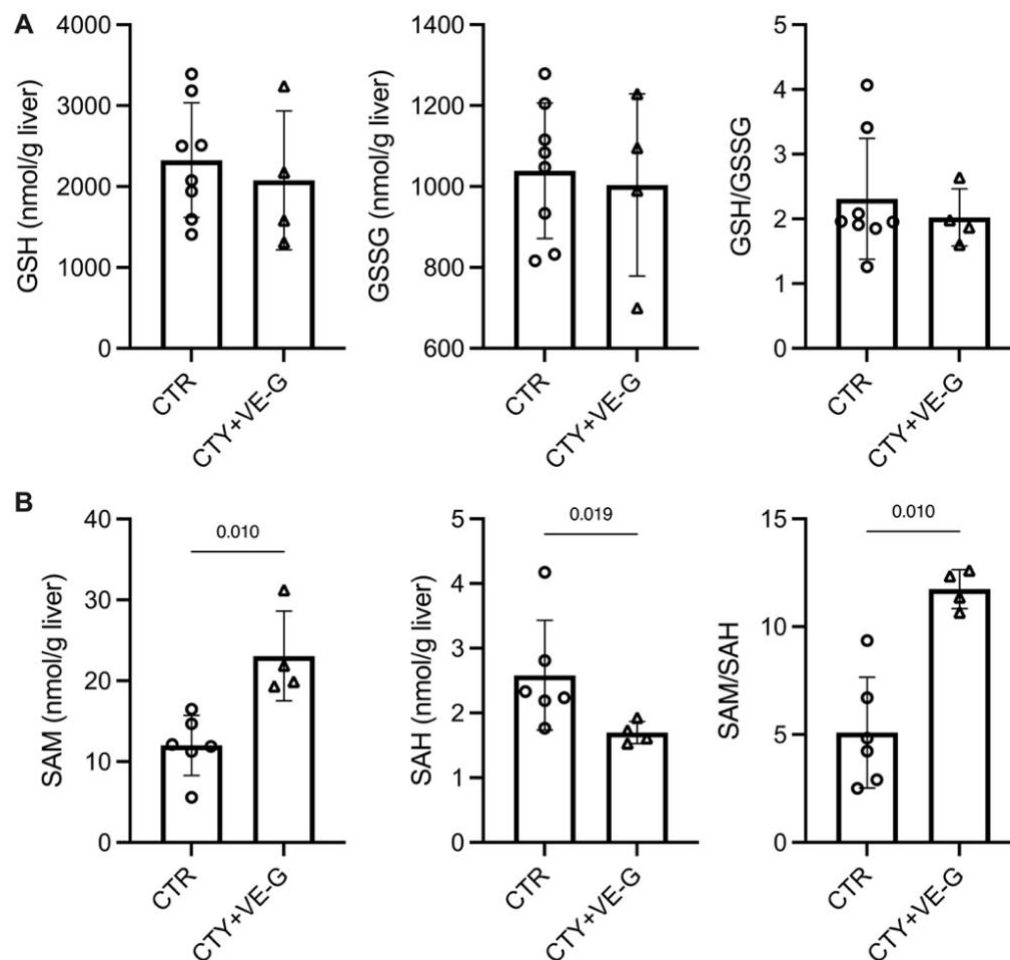 A
GSH (nmol/g liver)
4000
3000
2000
1000
0
CTR
CTY+VE-G
GSSG (nmol/g liver)
1400
1200
1000
800
600
CTR
CTY+VE-G
GSH/GSSG
5
4
3
2
1
0
CTR
CTY+VE-G
B
SAM (nmol/g liver)
40
30
20
10
0
0.010
CTR
CTY+VE-G
SAH (nmol/g liver)
5
4
3
2
1
0
0.019
CTR
CTY+VE-G
SAM/SAH
15
10
5
0
0.010
CTR
CTY+VE-G